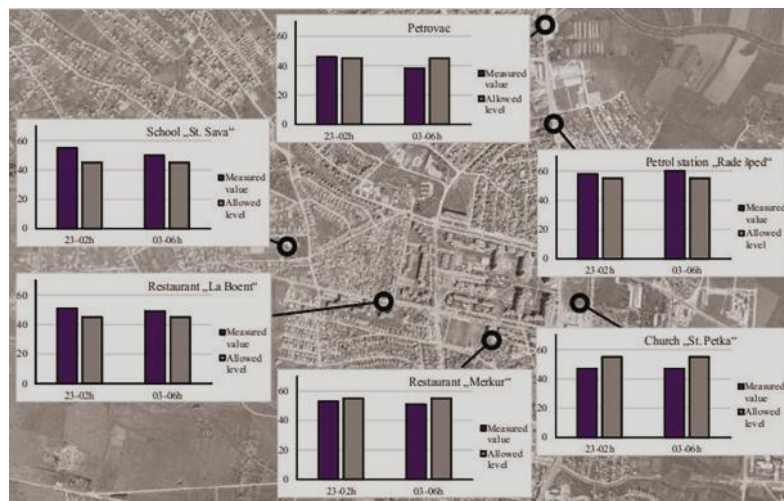 Petrovac
60
40
20
0
23-02h
03-06h
Measured
value
Allowed
level
School „St. Sava“
60
40
20
0
23-02h
03-06h
Measured
value
Allowed
level
Petrol station „Rade šped“
60
40
20
0
23-02h
03-06h
Measured
value
Allowed
level
Restaurant „La Boem“
60
40
20
0
23-02h
03-06h
Measured
value
Allowed
level
Restaurant „Merkur“
60
40
20
0
23-02h
03-06h
Measured
value
Allowed
level
Church „St. Petka“
60
40
20
0
23-02h
03-06h
Measured
value
Allowed
level